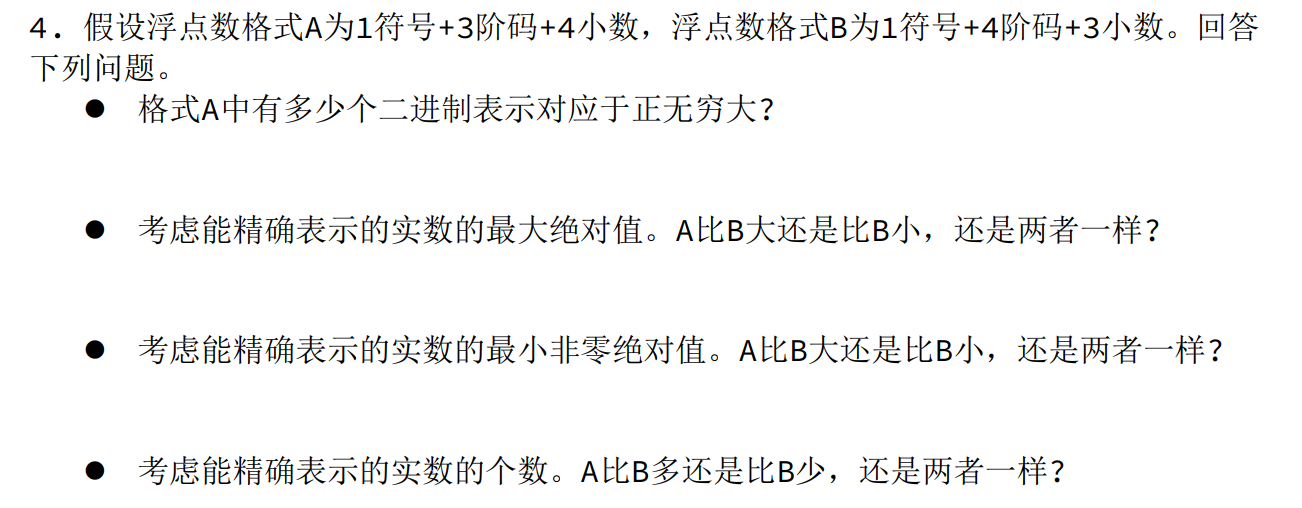 4. 假设浮点数格式A为1符号+3阶码+4小数，浮点数格式B为1符号+4阶码+3小数。回答
下列问题。
● 格式A中有多少个二进制表示对应于正无穷大？
● 考虑能精确表示的实数的最大绝对值。A比B大还是比B小，还是两者一样？
● 考虑能精确表示的实数的最小非零绝对值。A比B大还是比B小，还是两者一样？
● 考虑能精确表示的实数的个数。A比B多还是比B少，还是两者一样？